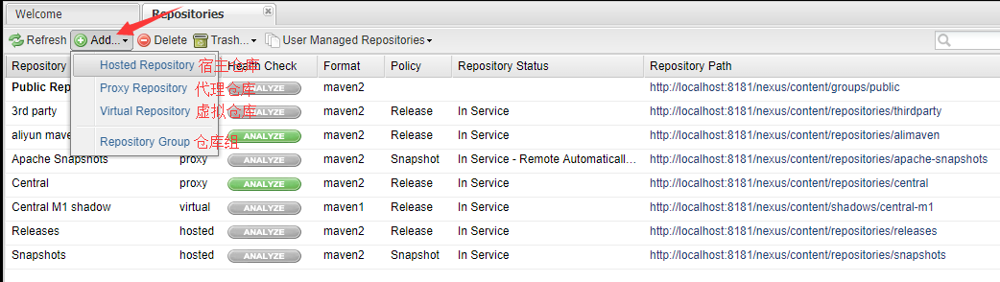 Welcome Repositories
Refresh Add... Delete Trash... User Managed Repositories
Repository Health Check Format Policy Repository Status Repository Path
Hosted Repository 宿主仓库
Proxy Repository 代理仓库
Virtual Repository 虚拟仓库
Repository Group 仓库组
Public Rep ANALYZE maven2 http://localhost:8181/nexus/content/groups/public
3rd party ANALYZE maven2 Release In Service http://localhost:8181/nexus/content/repositories/thirdparty
aliyun mave ANALYZE maven2 Release In Service http://localhost:8181/nexus/content/repositories/alimaven
Apache Snapshots proxy ANALYZE maven2 Snapshot In Service - Remote Automaticall... http://localhost:8181/nexus/content/repositories/apache-snapshots
Central proxy ANALYZE maven2 Release In Service http://localhost:8181/nexus/content/repositories/central
Central M1 shadow virtual ANALYZE maven1 Release In Service http://localhost:8181/nexus/content/shadows/central-m1
Releases hosted ANALYZE maven2 Release In Service http://localhost:8181/nexus/content/repositories/releases
Snapshots hosted ANALYZE maven2 Snapshot In Service http://localhost:8181/nexus/content/repositories/snapshots